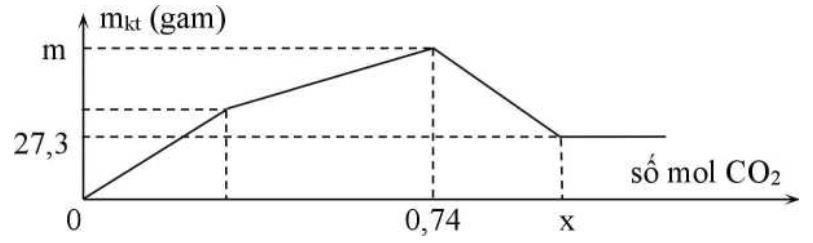 m_kt (gam)
m
27,3
số mol CO₂
0
0,74
x